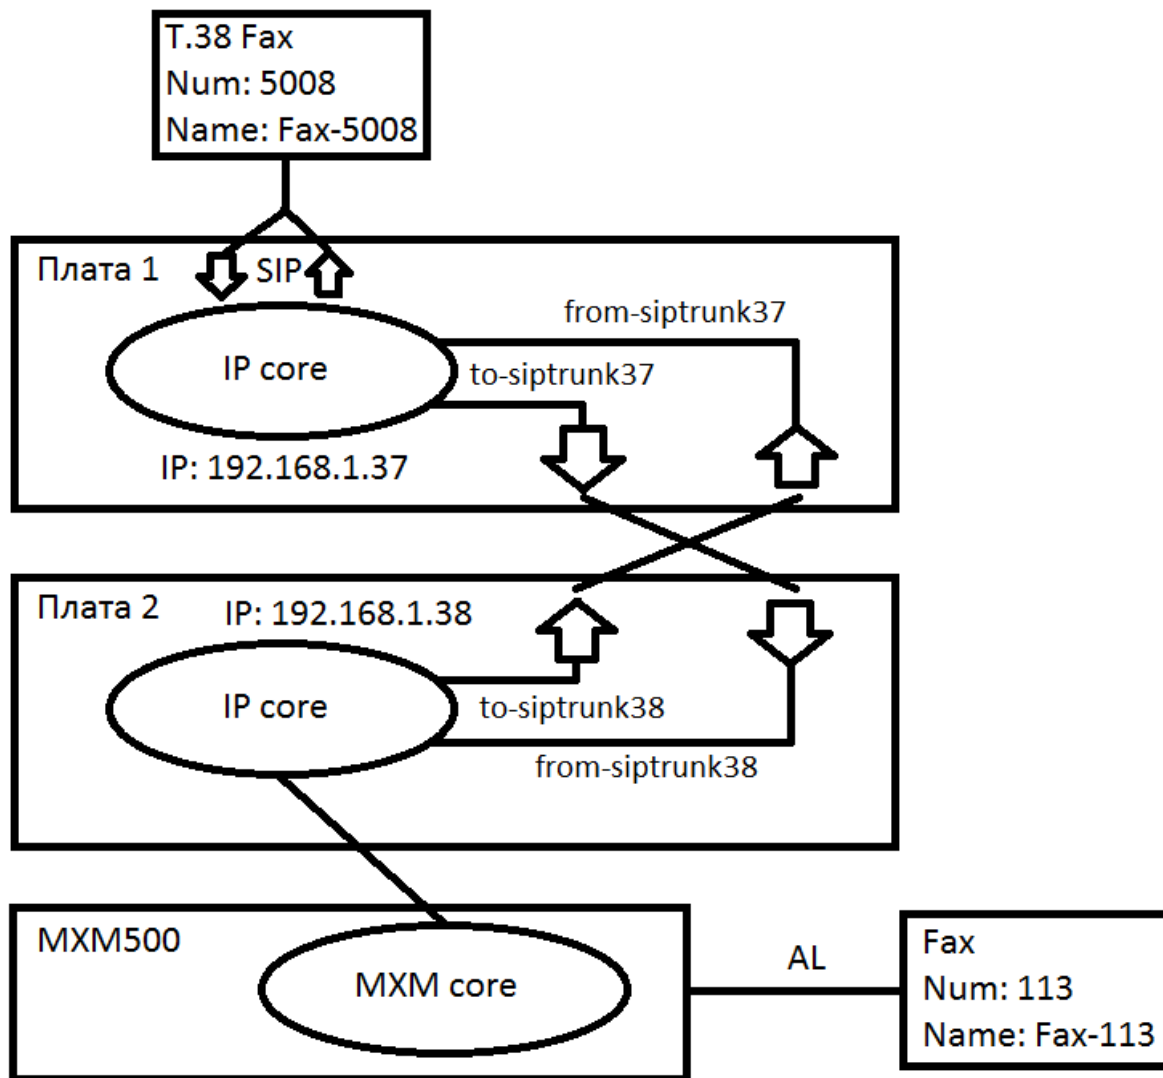 T.38 Fax
Num: 5008
Name: Fax-5008
Плата 1
SIP
from-siptrunk37
IP core
to-siptrunk37
IP: 192.168.1.37
Плата 2
IP: 192.168.1.38
IP core
to-siptrunk38
from-siptrunk38
MXM500
MXM core
AL
Fax
Num: 113
Name: Fax-113